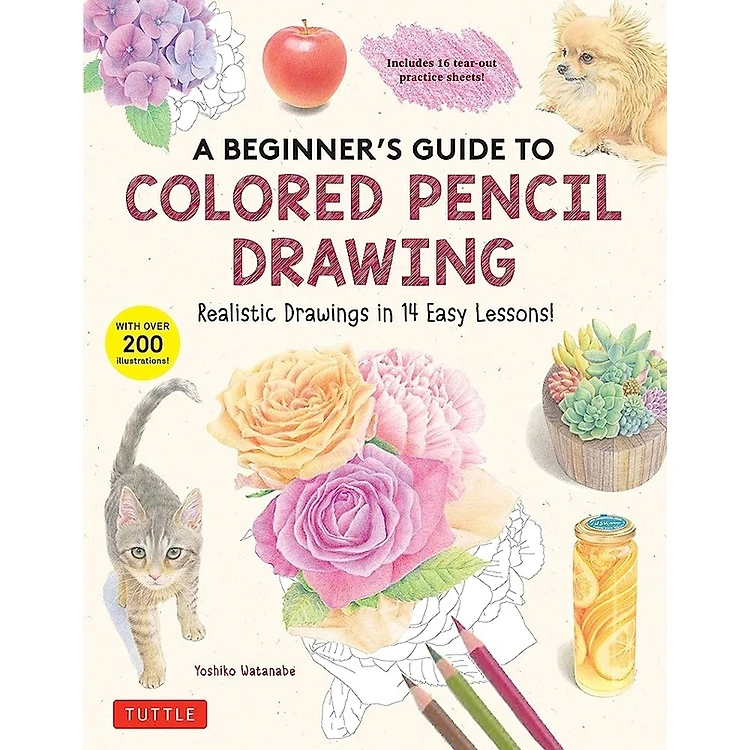 Includes 16 tear-out
practice sheets!
A BEGINNER'S GUIDE TO
COLORED PENCIL
DRAWING
Realistic Drawings in 14 Easy Lessons!
WITH OVER
200
illustrations!
Yoshiko Watanabe
TUTTLE